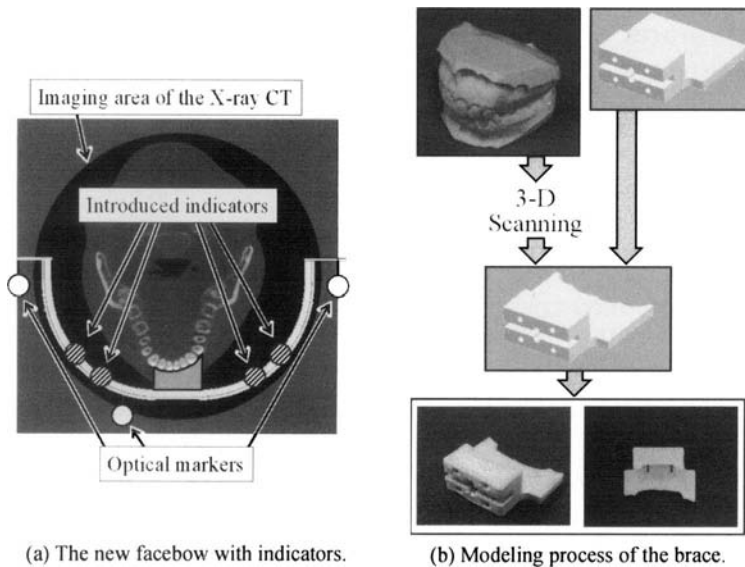 Imaging area of the X-ray CT
Introduced indicators
Optical markers
(a) The new facebow with indicators.
3-D
Scanning
(b) Modeling process of the brace.